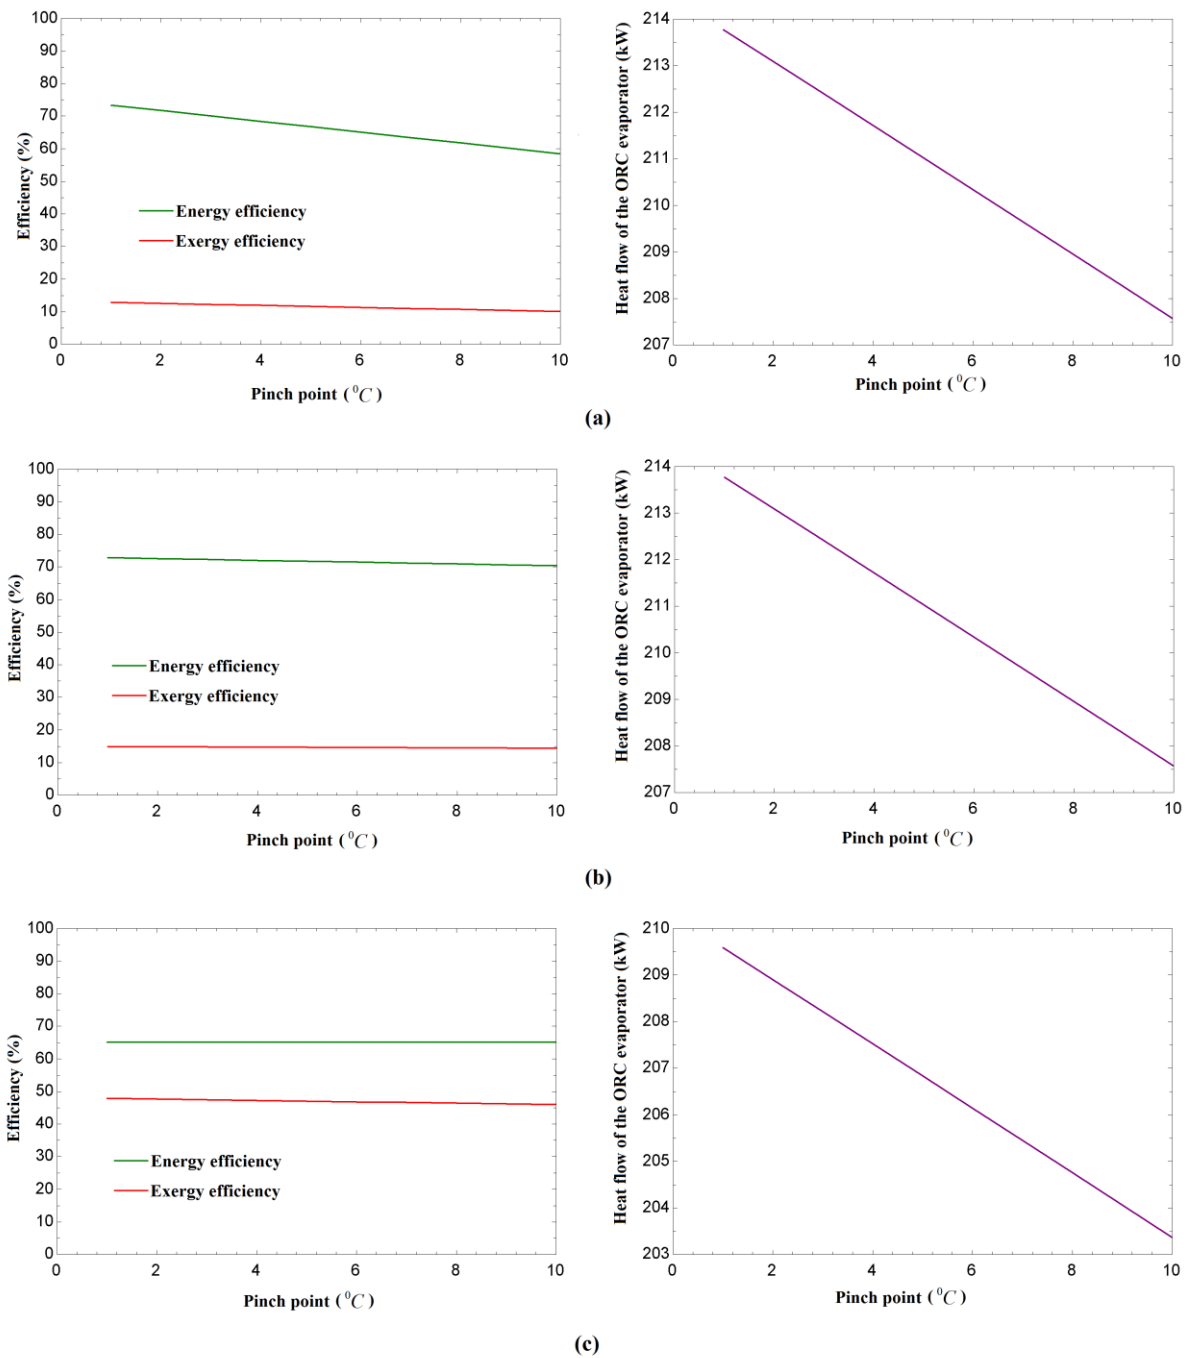 100
90
80
70
60
50
40
30
20
10
0
Efficiency (%)
Energy efficiency
Exergy efficiency
0 2 4 6 8 10
Pinch point (⁰C)
214
213
212
211
210
209
208
207
Heat flow of the ORC evaporator (kW)
0 2 4 6 8 10
Pinch point (⁰C)
(a)
100
90
80
70
60
50
40
30
20
10
0
Efficiency (%)
Energy efficiency
Exergy efficiency
0 2 4 6 8 10
Pinch point (⁰C)
214
213
212
211
210
209
208
207
Heat flow of the ORC evaporator (kW)
0 2 4 6 8 10
Pinch point (⁰C)
(b)
100
90
80
70
60
50
40
30
20
10
0
Efficiency (%)
Energy efficiency
Exergy efficiency
0 2 4 6 8 10
Pinch point (⁰C)
210
209
208
207
206
205
204
203
Heat flow of the ORC evaporator (kW)
0 2 4 6 8 10
Pinch point (⁰C)
(c)